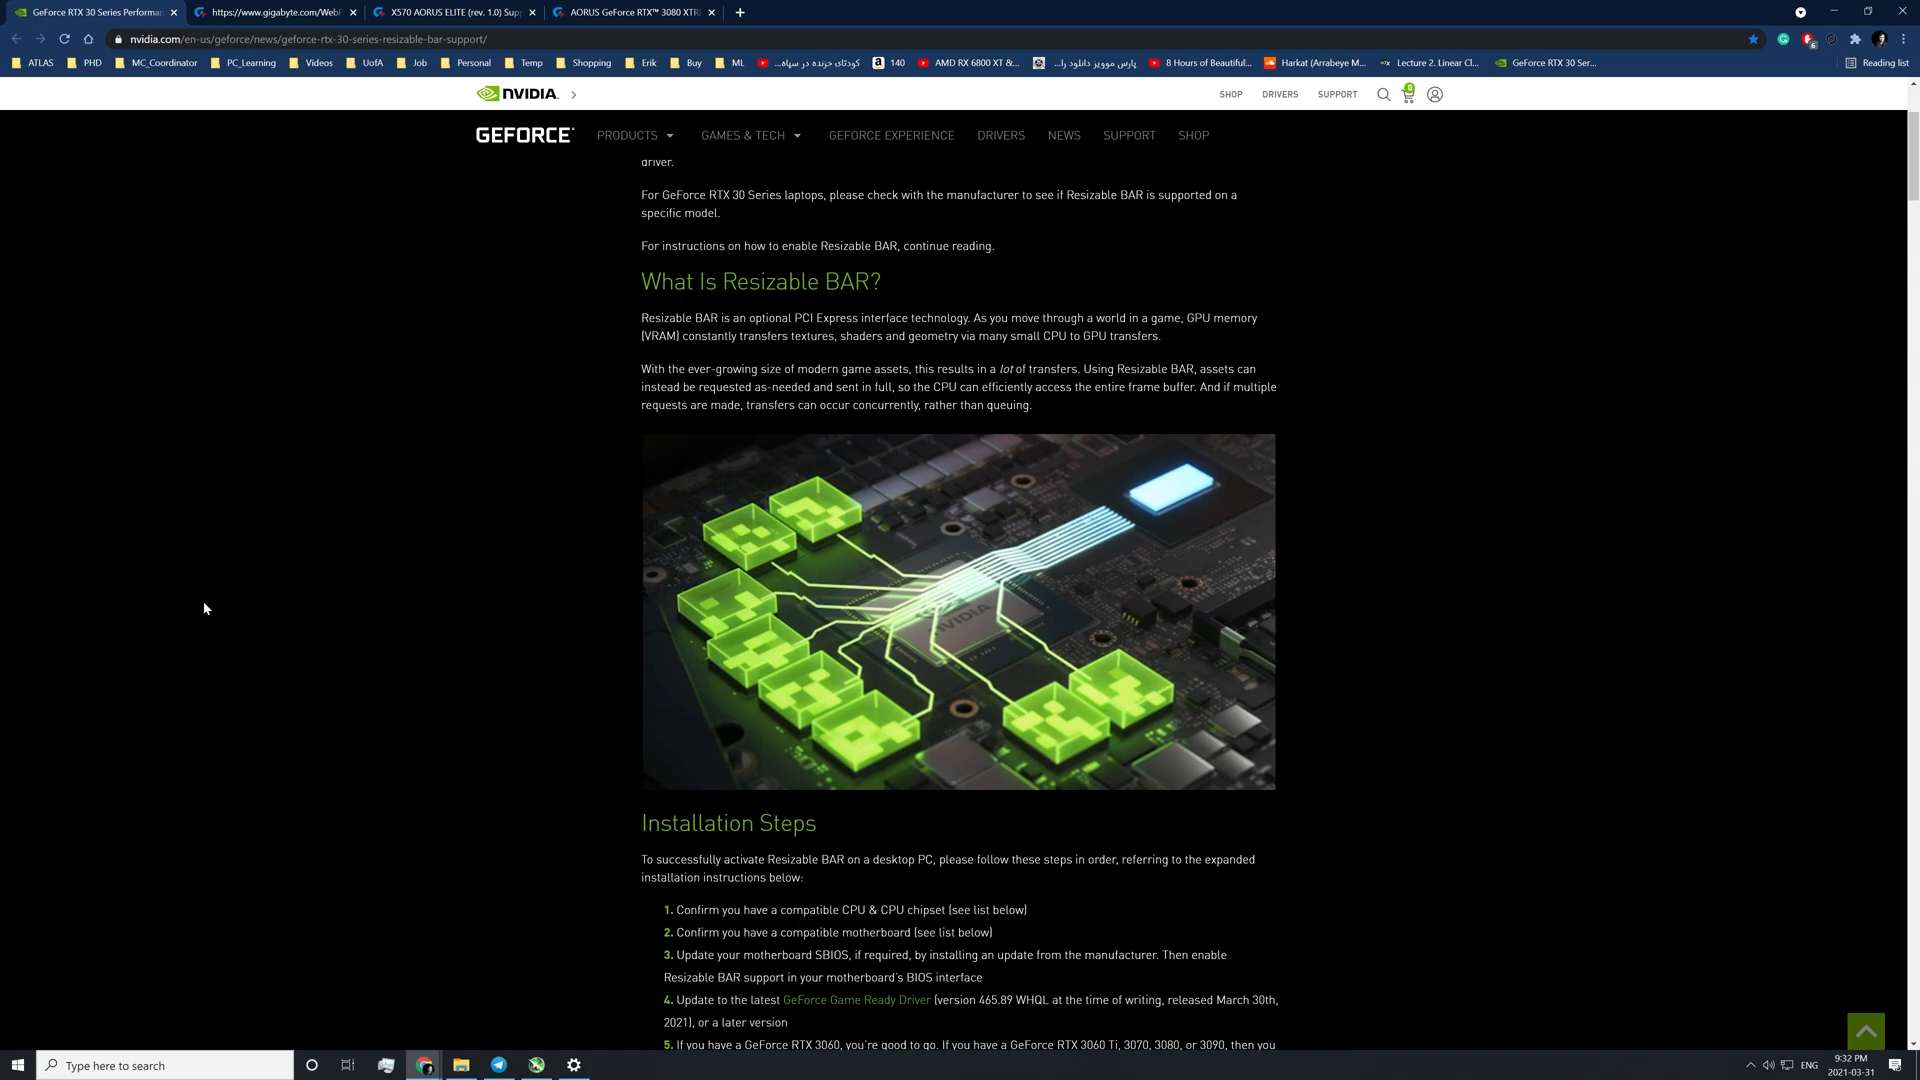 GeForce RTX 30 Series Performan
https://www.gigabyte.com/WebP
X570 AORUS ELITE (rev. 1.0) Supp
AORUS GeForce RTX™ 3080 XTR
nvidia.com/en-us/geforce/news/geforce-rtx-30-series-resizable-bar-support/
6
ATLAS
PHD
MC_Coordinator
PC_Learning
Videos
UofA
Job
Personal
Temp
Shopping
Erik
Buy
ML
کودتای خزنده در سپاه...
140
AMD RX 6800 XT &...
پارس موویز دانلود را...
8 Hours of Beautiful...
Harkat (Arrabeye M...
Lecture 2. Linear Cl...
GeForce RTX 30 Ser...
Reading list
NVIDIA.
SHOP
DRIVERS
SUPPORT
0
GEFORCE
PRODUCTS
GAMES & TECH
GEFORCE EXPERIENCE
DRIVERS
NEWS
SUPPORT
SHOP
driver.
For GeForce RTX 30 Series laptops, please check with the manufacturer to see if Resizable BAR is supported on a
specific model.
For instructions on how to enable Resizable BAR, continue reading.
What Is Resizable BAR?
Resizable BAR is an optional PCI Express interface technology. As you move through a world in a game, GPU memory
(VRAM) constantly transfers textures, shaders and geometry via many small CPU to GPU transfers.
With the ever-growing size of modern game assets, this results in a lot of transfers. Using Resizable BAR, assets can
instead be requested as-needed and sent in full, so the CPU can efficiently access the entire frame buffer. And if multiple
requests are made, transfers can occur concurrently, rather than queuing.
NVIDIA
Installation Steps
To successfully activate Resizable BAR on a desktop PC, please follow these steps in order, referring to the expanded
installation instructions below:
1. Confirm you have a compatible CPU & CPU chipset (see list below)
2. Confirm you have a compatible motherboard (see list below)
3. Update your motherboard SBIOS, if required, by installing an update from the manufacturer. Then enable
Resizable BAR support in your motherboard's BIOS interface
4. Update to the latest GeForce Game Ready Driver (version 465.89 WHQL at the time of writing, released March 30th,
2021), or a later version
5. If you have a GeForce RTX 3060, you're good to go. If you have a GeForce RTX 3060 Ti, 3070, 3080, or 3090, then you
Type here to search
ENG
9:32 PM
2021-03-31